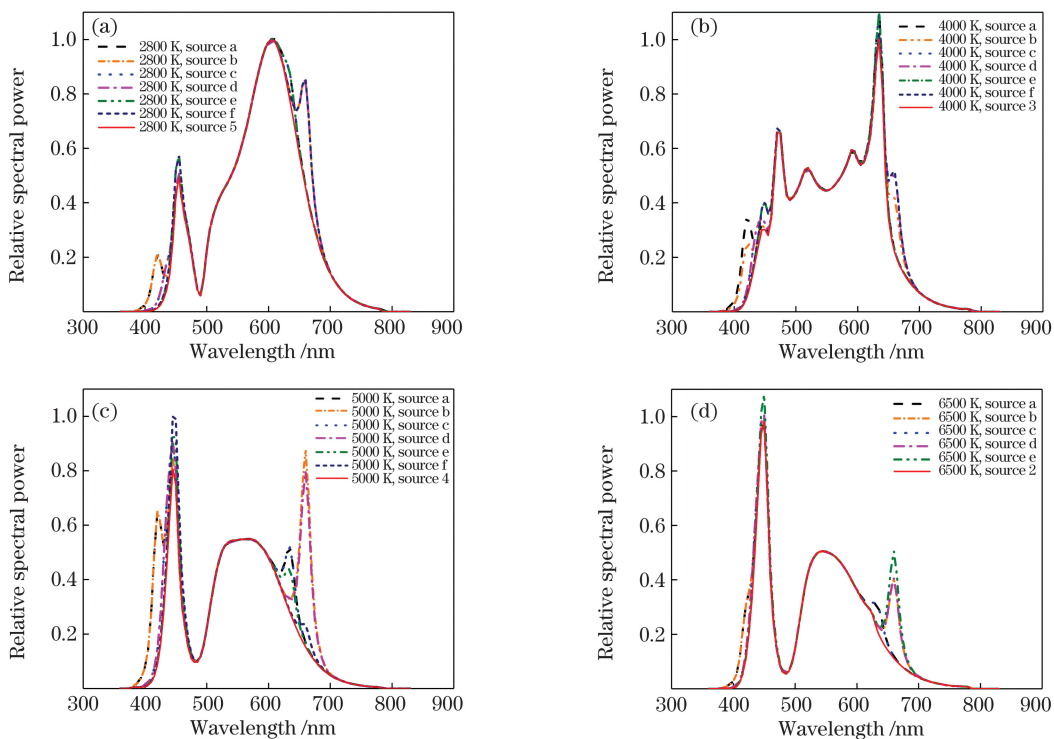 (a)
1.0
0.8
0.6
0.4
0.2
Relative spectral power
2800 K, source a
2800 K, source b
2800 K, source c
2800 K, source d
2800 K, source e
2800 K, source f
2800 K, source 5
300 400 500 600 700 800 900
Wavelength /nm
(b)
1.0
0.8
0.6
0.4
0.2
Relative spectral power
4000 K, source a
4000 K, source b
4000 K, source c
4000 K, source d
4000 K, source e
4000 K, source f
4000 K, source 3
300 400 500 600 700 800 900
Wavelength /nm
(c)
1.0
0.8
0.6
0.4
0.2
Relative spectral power
5000 K, source a
5000 K, source b
5000 K, source c
5000 K, source d
5000 K, source e
5000 K, source f
5000 K, source 4
300 400 500 600 700 800 900
Wavelength /nm
(d)
1.0
0.8
0.6
0.4
0.2
Relative spectral power
6500 K, source a
6500 K, source b
6500 K, source c
6500 K, source d
6500 K, source e
6500 K, source 2
300 400 500 600 700 800 900
Wavelength /nm